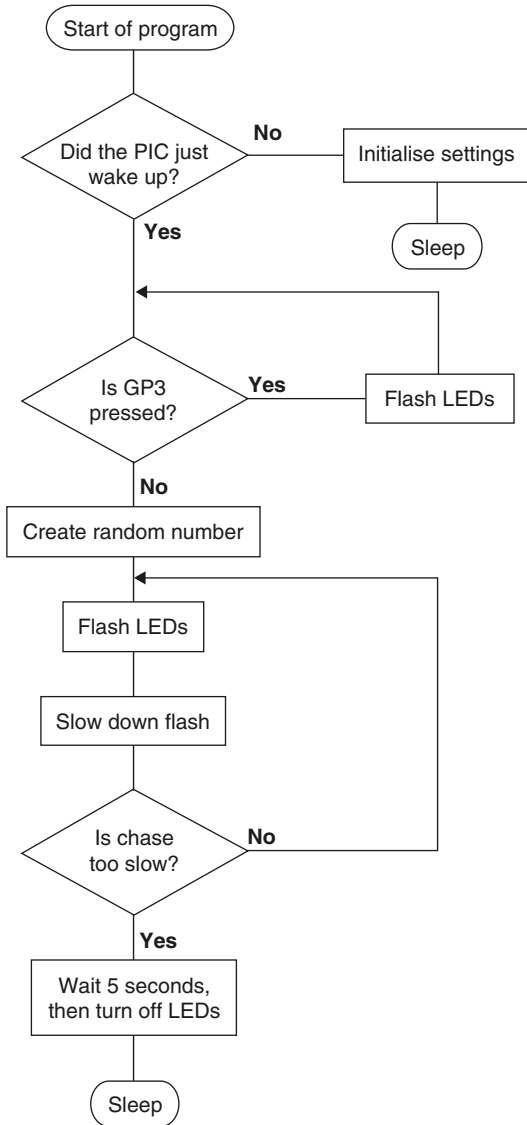 Start of program
Did the PIC just
wake up?
No
Initialise settings
Sleep
Yes
Is GP3
pressed?
Yes
Flash LEDs
No
Create random number
Flash LEDs
Slow down flash
Is chase
too slow?
No
Yes
Wait 5 seconds,
then turn off LEDs
Sleep